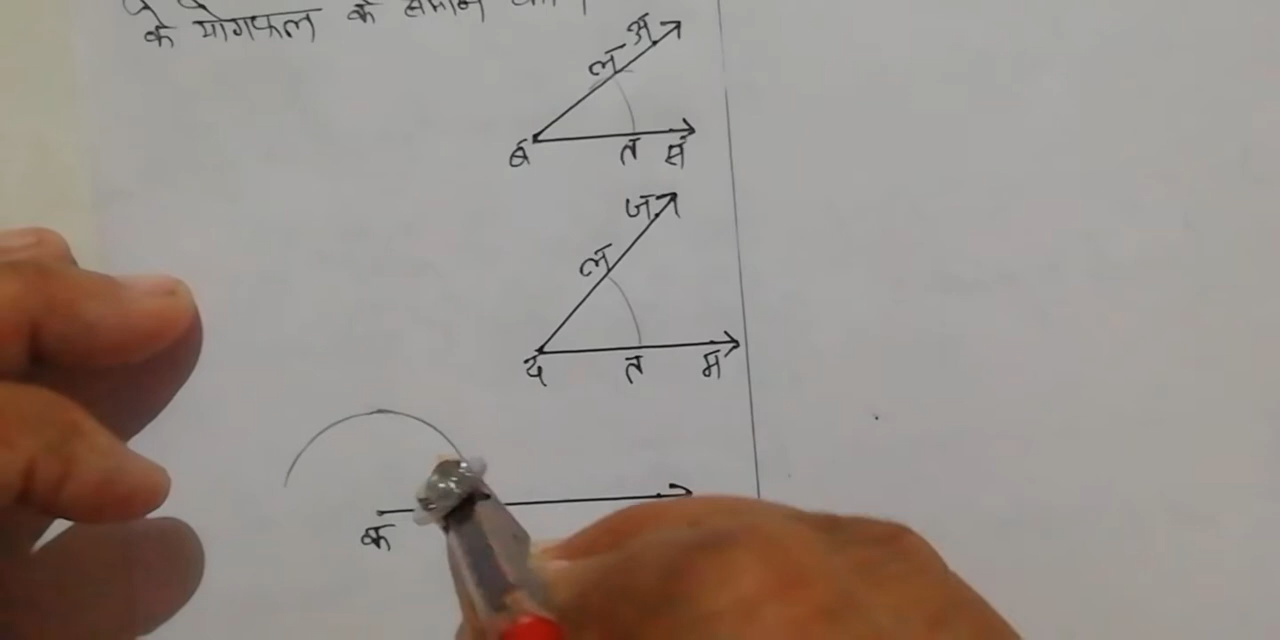 के योगफल के समान
अ
ल
ब
त
स
ज
ल
द
त
म
क